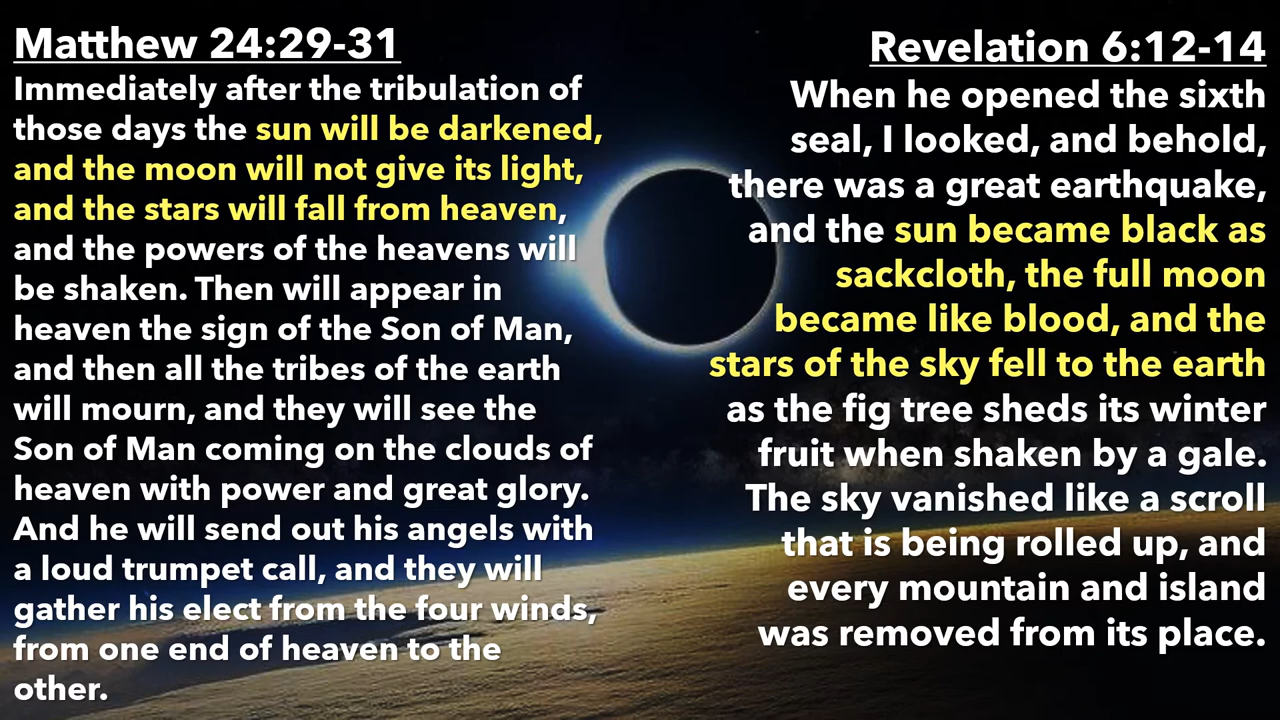 Matthew 24:29-31
Immediately after the tribulation of
those days the sun will be darkened,
and the moon will not give its light,
and the stars will fall from heaven,
and the powers of the heavens will
be shaken. Then will appear in
heaven the sign of the Son of Man,
and then all the tribes of the earth
will mourn, and they will see the
Son of Man coming on the clouds of
heaven with power and great glory.
And he will send out his angels with
a loud trumpet call, and they will
gather his elect from the four winds,
from one end of heaven to the
other.
Revelation 6:12-14
When he opened the sixth
seal, I looked, and behold,
there was a great earthquake,
and the sun became black as
sackcloth, the full moon
became like blood, and the
stars of the sky fell to the earth
as the fig tree sheds its winter
fruit when shaken by a gale.
The sky vanished like a scroll
that is being rolled up, and
every mountain and island
was removed from its place.